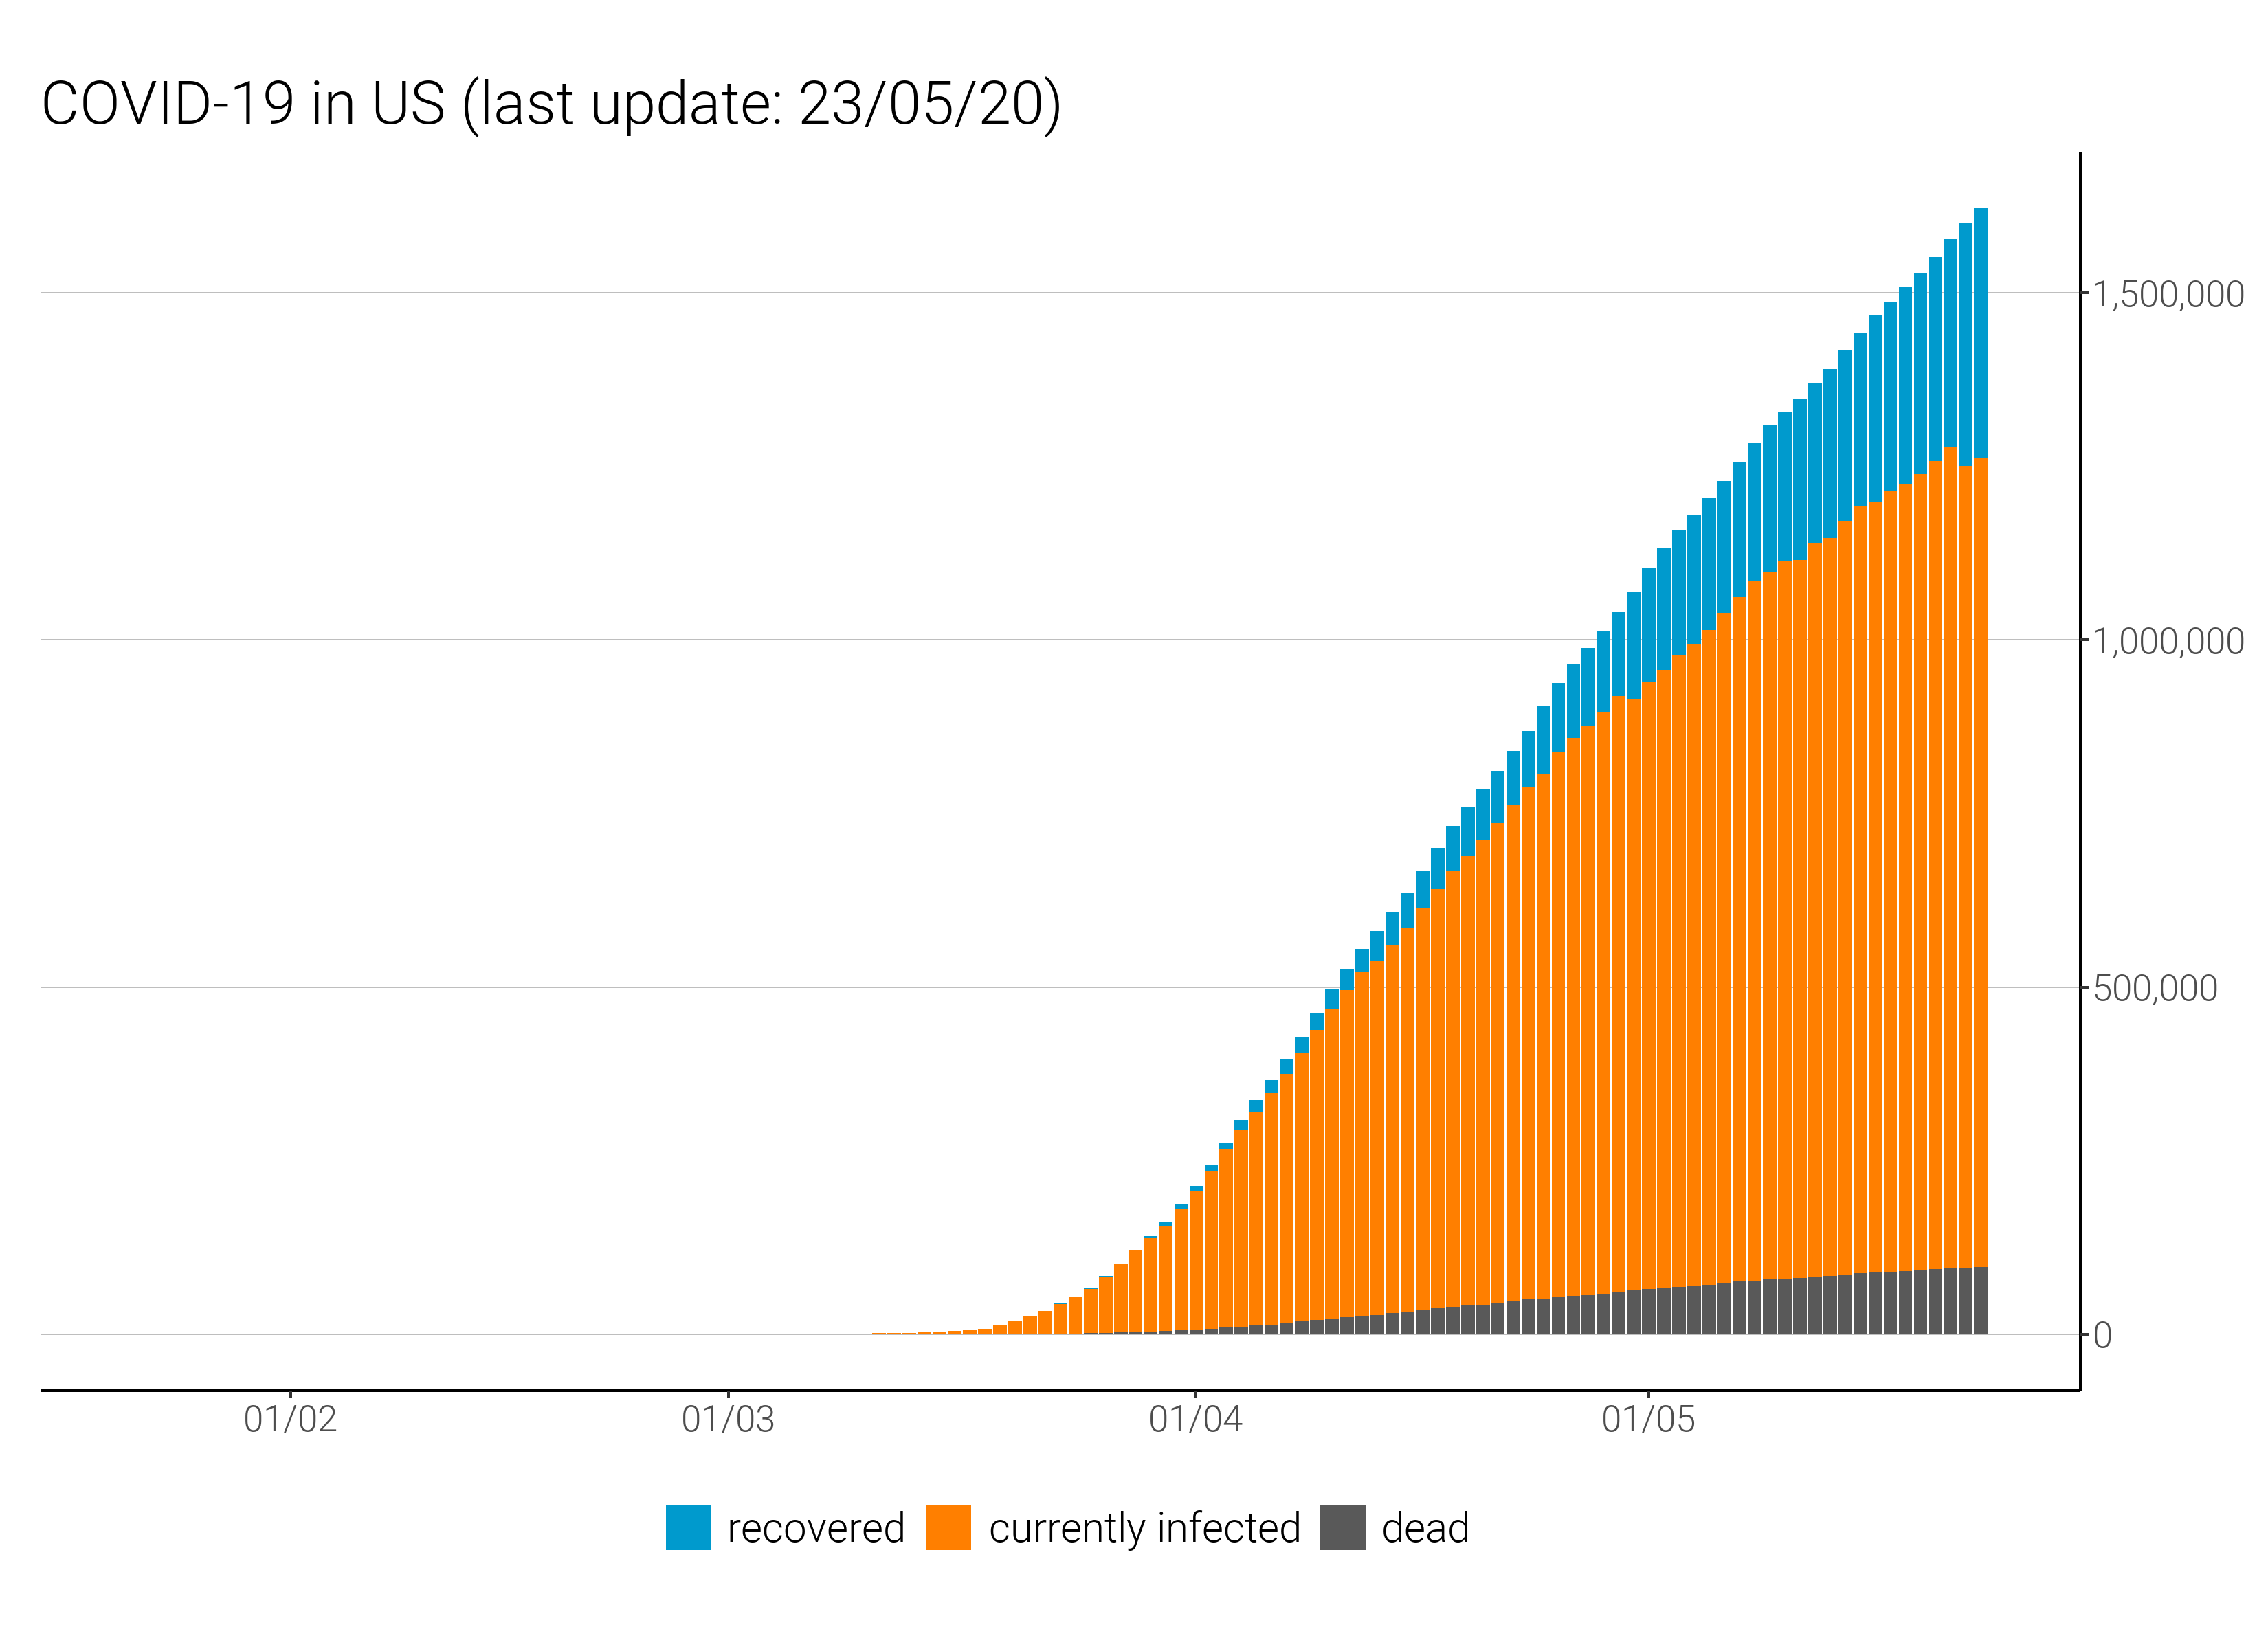 COVID-19 in US (last update: 23/05/20)
1,500,000
1,000,000
500,000
0
01/02 01/03 01/04 01/05
recovered currently infected dead